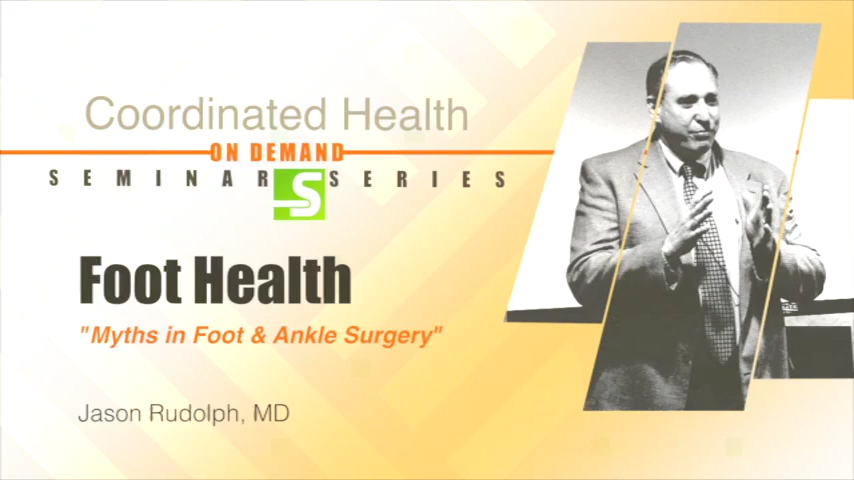 Coordinated Health
ON DEMAND
SEMINAR S SERIES
Foot Health
"Myths in Foot & Ankle Surgery"
Jason Rudolph, MD